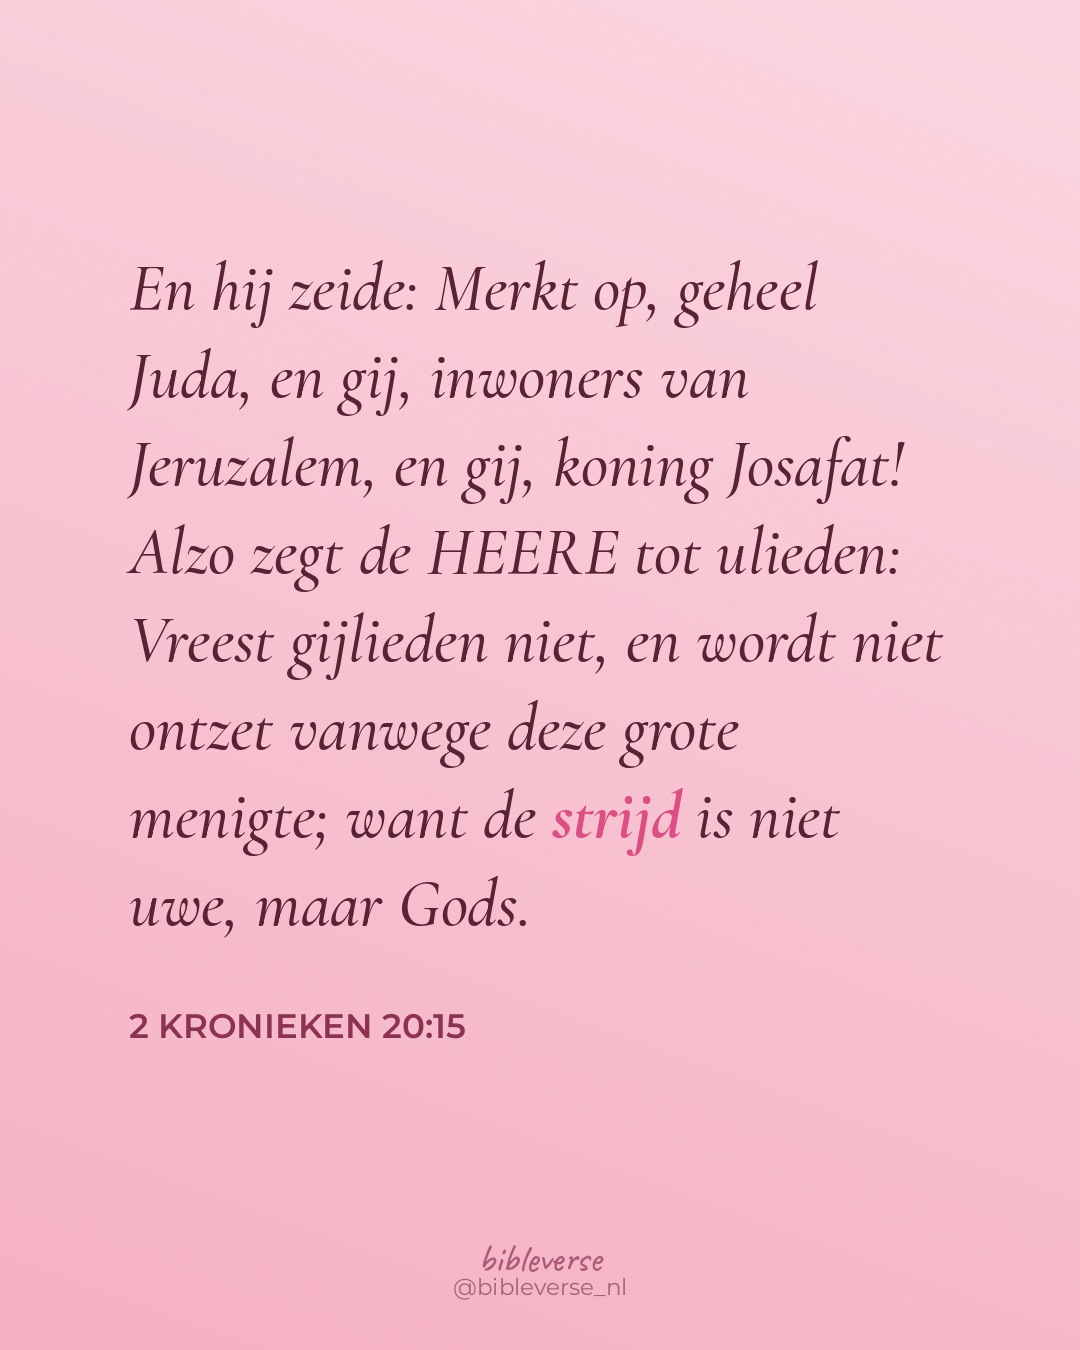 En hij zeide: Merkt op, geheel
Juda, en gij, inwoners van
Jeruzalem, en gij, koning Josafat!
Alzo zegt de HEERE tot ulieden:
Vreest gijlieden niet, en wordt niet
ontzet vanwege deze grote
menigte; want de strijd is niet
uwe, maar Gods.
2 KRONIEKEN 20:15
bibleverse
@bibleverse_nl